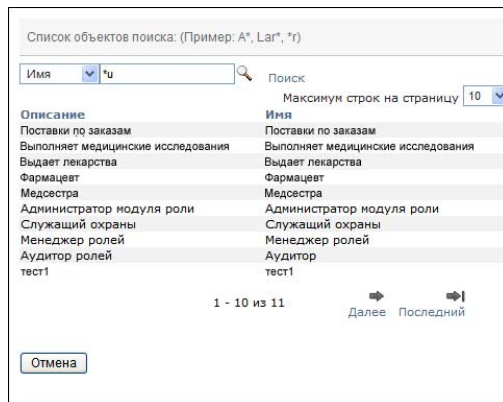 Список объектов поиска: (Пример: A*, Lar*, *r)
Имя *u Поиск
Максимум строк на страницу 10
Описание Имя
Поставки по заказам Поставки по заказам
Выполняет медицинские исследования Выполняет медицинские исследования
Выдает лекарства Выдает лекарства
Фармацевт Фармацевт
Медсестра Медсестра
Администратор модуля роли Администратор модуля роли
Служащий охраны Служащий охраны
Менеджер ролей Менеджер ролей
Аудитор ролей Аудитор
тест1 тест1
1 - 10 из 11 Далее Последний
Отмена